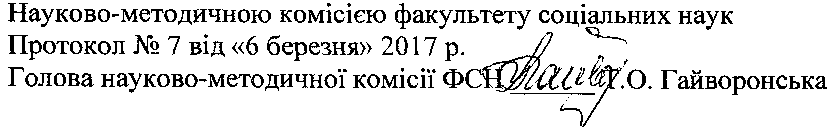 Науково-методичною комісією факультету соціальних наук
Протокол № 7 від «6 березня» 2017 р.
Голова науково-методичної комісії ФСН .О. Гайворонська